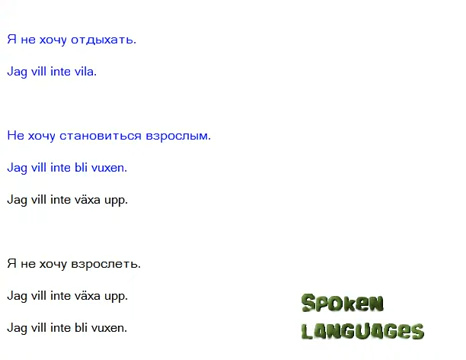 Я не хочу отдыхать.
Jag vill inte vila.
Не хочу становиться взрослым.
Jag vill inte bli vuxen.
Jag vill inte växa upp.
Я не хочу взрослеть.
Jag vill inte växa upp.
Jag vill inte bli vuxen.
SPOKEN
LANGUAGES